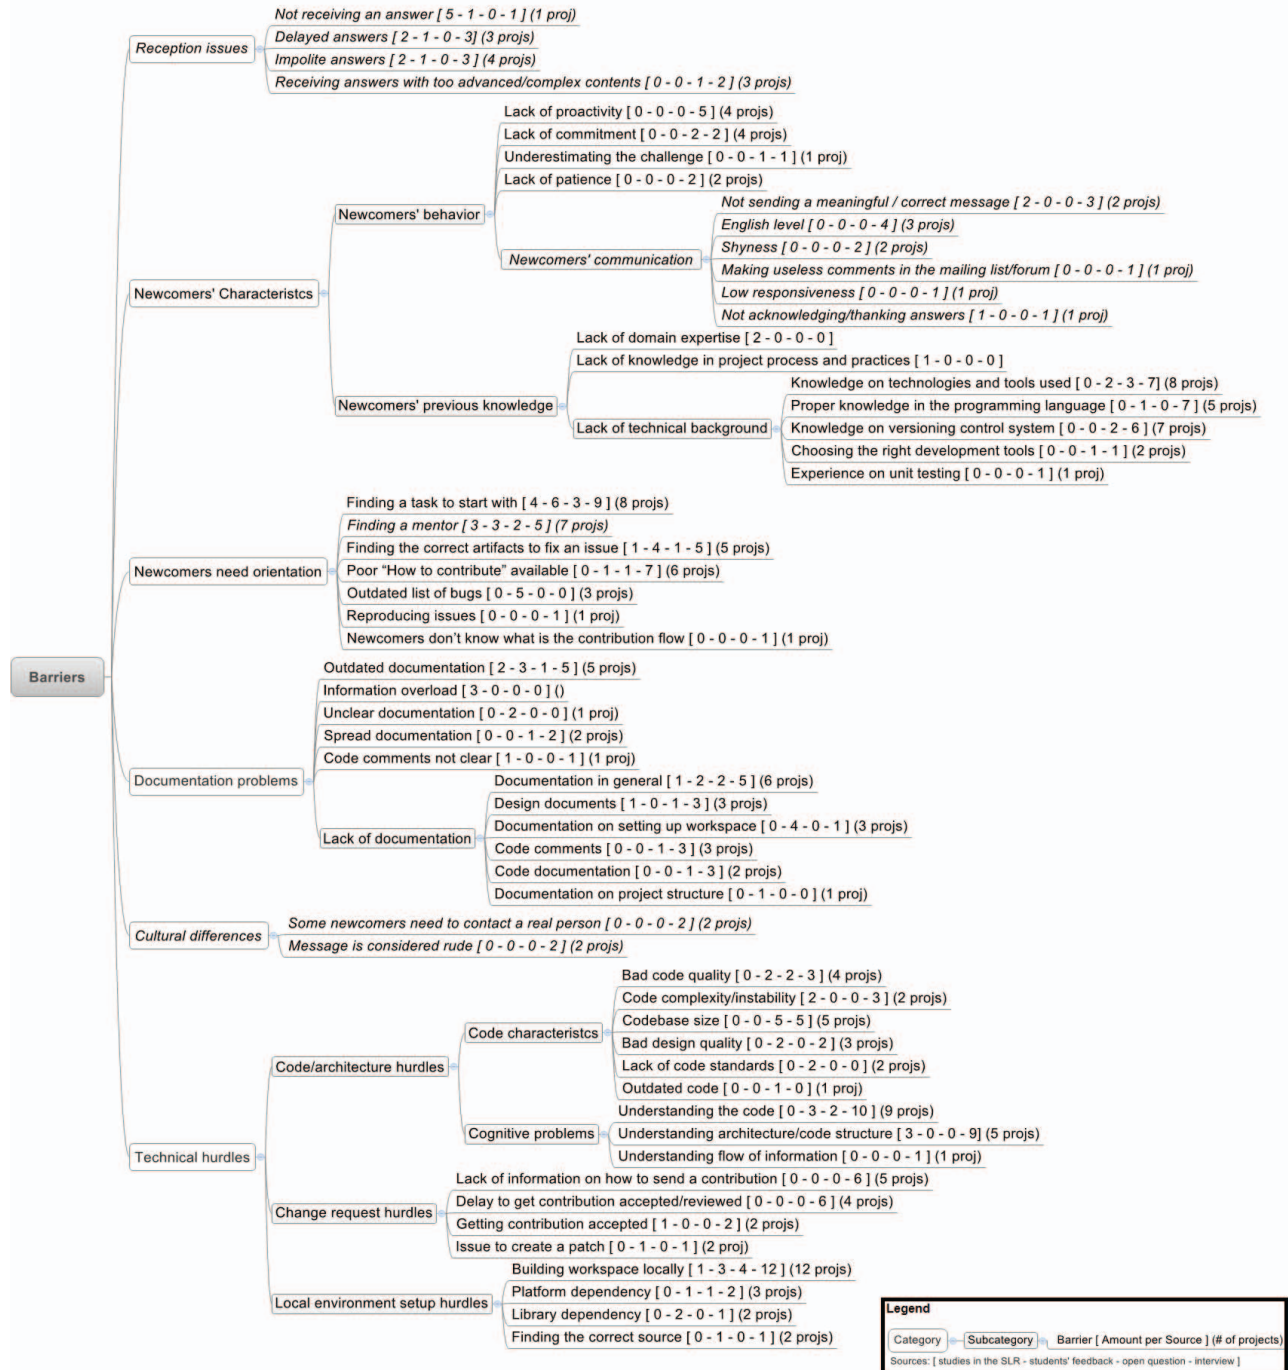 Barriers
Reception issues
Not receiving an answer [ 5 - 1 - 0 - 1 ] (1 proj)
Delayed answers [ 2 - 1 - 0 - 3] (3 projs)
Impolite answers [ 2 - 1 - 0 - 3 ] (4 projs)
Receiving answers with too advanced/complex contents [ 0 - 0 - 1 - 2 ] (3 projs)
Newcomers' Characteristcs
Newcomers' behavior
Lack of proactivity [ 0 - 0 - 0 - 5 ] (4 projs)
Lack of commitment [ 0 - 0 - 2 - 2 ] (4 projs)
Underestimating the challenge [ 0 - 0 - 1 - 1 ] (1 proj)
Lack of patience [ 0 - 0 - 0 - 2 ] (2 projs)
Newcomers' communication
Not sending a meaningful / correct message [ 2 - 0 - 0 - 3 ] (2 projs)
English level [ 0 - 0 - 0 - 4 ] (3 projs)
Shyness [ 0 - 0 - 0 - 2 ] (2 projs)
Making useless comments in the mailing list/forum [ 0 - 0 - 0 - 1 ] (1 proj)
Low responsiveness [ 0 - 0 - 0 - 1 ] (1 proj)
Not acknowledging/thanking answers [ 1 - 0 - 0 - 1 ] (1 proj)
Newcomers' previous knowledge
Lack of domain expertise [ 2 - 0 - 0 - 0 ]
Lack of knowledge in project process and practices [ 1 - 0 - 0 - 0 ]
Lack of technical background
Knowledge on technologies and tools used [ 0 - 2 - 3 - 7] (8 projs)
Proper knowledge in the programming language [ 0 - 1 - 0 - 7 ] (5 projs)
Knowledge on versioning control system [ 0 - 0 - 2 - 6 ] (7 projs)
Choosing the right development tools [ 0 - 0 - 1 - 1 ] (2 projs)
Experience on unit testing [ 0 - 0 - 0 - 1 ] (1 proj)
Newcomers need orientation
Finding a task to start with [ 4 - 6 - 3 - 9 ] (8 projs)
Finding a mentor [ 3 - 3 - 2 - 5 ] (7 projs)
Finding the correct artifacts to fix an issue [ 1 - 4 - 1 - 5 ] (5 projs)
Poor “How to contribute” available [ 0 - 1 - 1 - 7 ] (6 projs)
Outdated list of bugs [ 0 - 5 - 0 - 0 ] (3 projs)
Reproducing issues [ 0 - 0 - 0 - 1 ] (1 proj)
Newcomers don’t know what is the contribution flow [ 0 - 0 - 0 - 1 ] (1 proj)
Documentation problems
Outdated documentation [ 2 - 3 - 1 - 5 ] (5 projs)
Information overload [ 3 - 0 - 0 - 0 ] ()
Unclear documentation [ 0 - 2 - 0 - 0 ] (1 proj)
Spread documentation [ 0 - 0 - 1 - 2 ] (2 projs)
Code comments not clear [ 1 - 0 - 0 - 1 ] (1 proj)
Lack of documentation
Documentation in general [ 1 - 2 - 2 - 5 ] (6 projs)
Design documents [ 1 - 0 - 1 - 3 ] (3 projs)
Documentation on setting up workspace [ 0 - 4 - 0 - 1 ] (3 projs)
Code comments [ 0 - 0 - 1 - 3 ] (3 projs)
Code documentation [ 0 - 0 - 1 - 3 ] (2 projs)
Documentation on project structure [ 0 - 1 - 0 - 0 ] (1 proj)
Cultural differences
Some newcomers need to contact a real person [ 0 - 0 - 0 - 2 ] (2 projs)
Message is considered rude [ 0 - 0 - 0 - 2 ] (2 projs)
Technical hurdles
Code/architecture hurdles
Code characteristcs
Bad code quality [ 0 - 2 - 2 - 3 ] (4 projs)
Code complexity/instability [ 2 - 0 - 0 - 3 ] (2 projs)
Codebase size [ 0 - 0 - 5 - 5 ] (5 projs)
Bad design quality [ 0 - 2 - 0 - 2 ] (3 projs)
Lack of code standards [ 0 - 2 - 0 - 0 ] (2 projs)
Outdated code [ 0 - 0 - 1 - 0 ] (1 proj)
Cognitive problems
Understanding the code [ 0 - 3 - 2 - 10 ] (9 projs)
Understanding architecture/code structure [ 3 - 0 - 0 - 9] (5 projs)
Understanding flow of information [ 0 - 0 - 0 - 1 ] (1 proj)
Change request hurdles
Lack of information on how to send a contribution [ 0 - 0 - 0 - 6 ] (5 projs)
Delay to get contribution accepted/reviewed [ 0 - 0 - 0 - 6 ] (4 projs)
Getting contribution accepted [ 1 - 0 - 0 - 2 ] (2 projs)
Issue to create a patch [ 0 - 1 - 0 - 1 ] (2 proj)
Local environment setup hurdles
Building workspace locally [ 1 - 3 - 4 - 12 ] (12 projs)
Platform dependency [ 0 - 1 - 1 - 2 ] (3 projs)
Library dependency [ 0 - 2 - 0 - 1 ] (2 projs)
Finding the correct source [ 0 - 1 - 0 - 1 ] (2 projs)
Legend
Category Subcategory Barrier [ Amount per Source ] (# of projects)
Sources: [ studies in the SLR - students' feedback - open question - interview ]